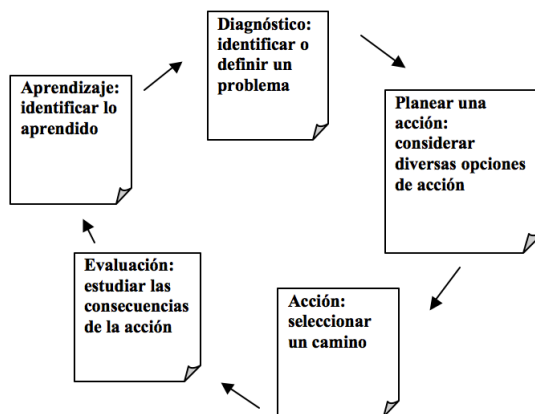 Diagnóstico:
identificar o
definir un
problema
Planear una
acción:
considerar
diversas opciones
de acción
Acción:
seleccionar
un camino
Evaluación:
estudiar las
consecuencias
de la acción
Aprendizaje:
identificar lo
aprendido